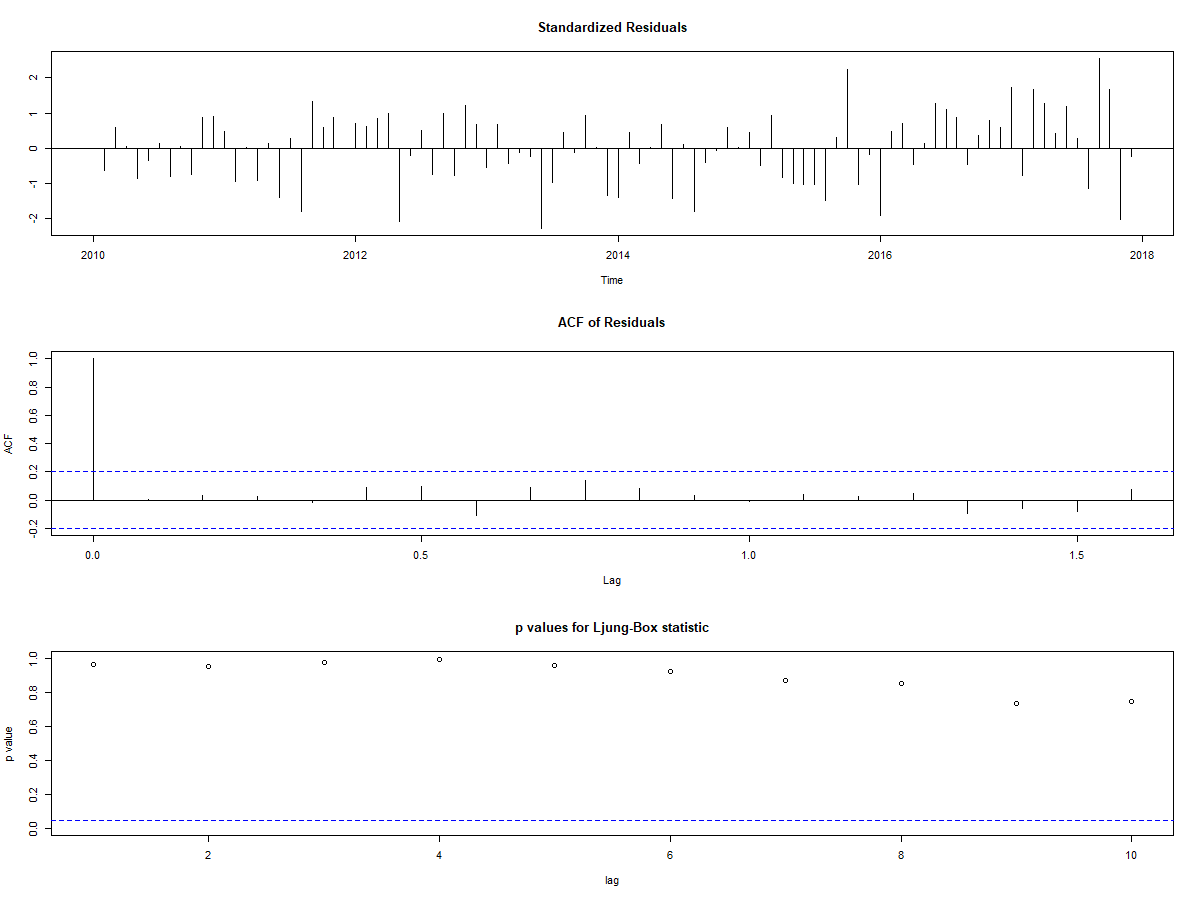 Standardized Residuals
2
1
0
-1
-2
2010 2012 2014 2016 2018
Time
ACF of Residuals
ACF
1.0
0.8
0.6
0.4
0.2
0.0
-0.2
0.0 0.5 1.0 1.5
Lag
p values for Ljung-Box statistic
p value
1.0
0.8
0.6
0.4
0.2
0.0
2 4 6 8 10
lag